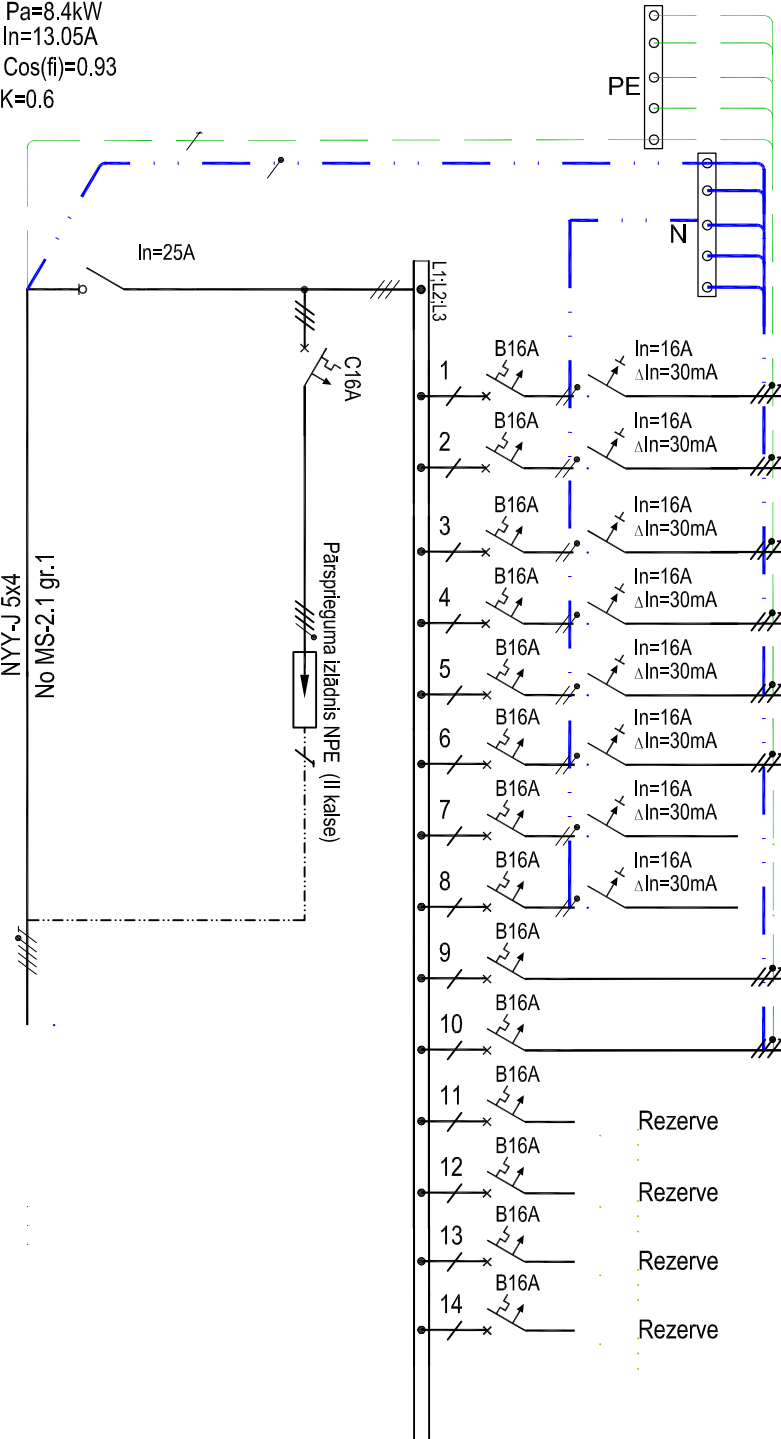 Pa=8.4kW
In=13.05A
Cos(fi)=0.93
K=0.6
PE
N
In=25A
L1;L2;L3
C16A
NYY-J 5x4
No MS-2.1 gr.1
Pārsprieguma izlādnis NPE (II kalse)
1 B16A In=16A
ΔIn=30mA
2 B16A In=16A
ΔIn=30mA
3 B16A In=16A
ΔIn=30mA
4 B16A In=16A
ΔIn=30mA
5 B16A In=16A
ΔIn=30mA
6 B16A In=16A
ΔIn=30mA
7 B16A In=16A
ΔIn=30mA
8 B16A In=16A
ΔIn=30mA
9 B16A
10 B16A
11 B16A Rezerve
12 B16A Rezerve
13 B16A Rezerve
14 B16A Rezerve